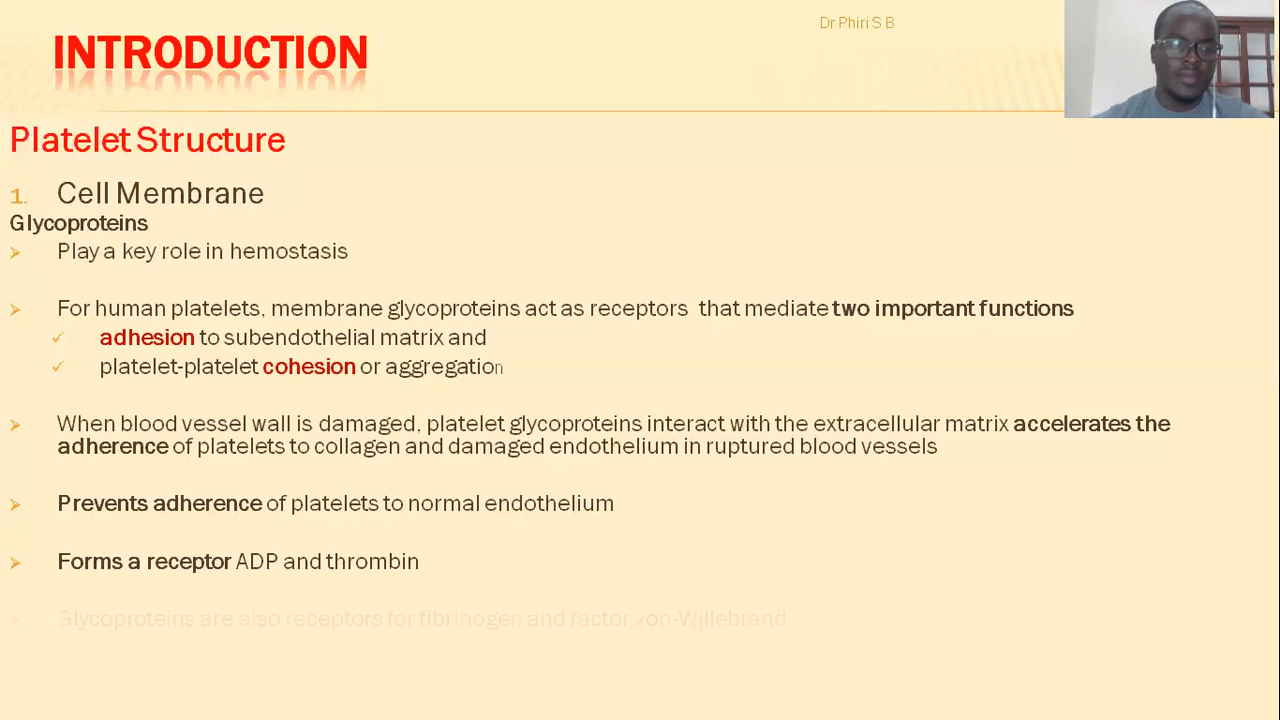 Dr Phiri S B
INTRODUCTION
Platelet Structure
1. Cell Membrane
Glycoproteins
Play a key role in hemostasis
For human platelets, membrane glycoproteins act as receptors that mediate two important functions
adhesion to subendothelial matrix and
platelet-platelet cohesion or aggregation
When blood vessel wall is damaged, platelet glycoproteins interact with the extracellular matrix accelerates the
adherence of platelets to collagen and damaged endothelium in ruptured blood vessels
Prevents adherence of platelets to normal endothelium
Forms a receptor ADP and thrombin
Glycoproteins are also receptors for fibrinogen and factor von-Willebrand